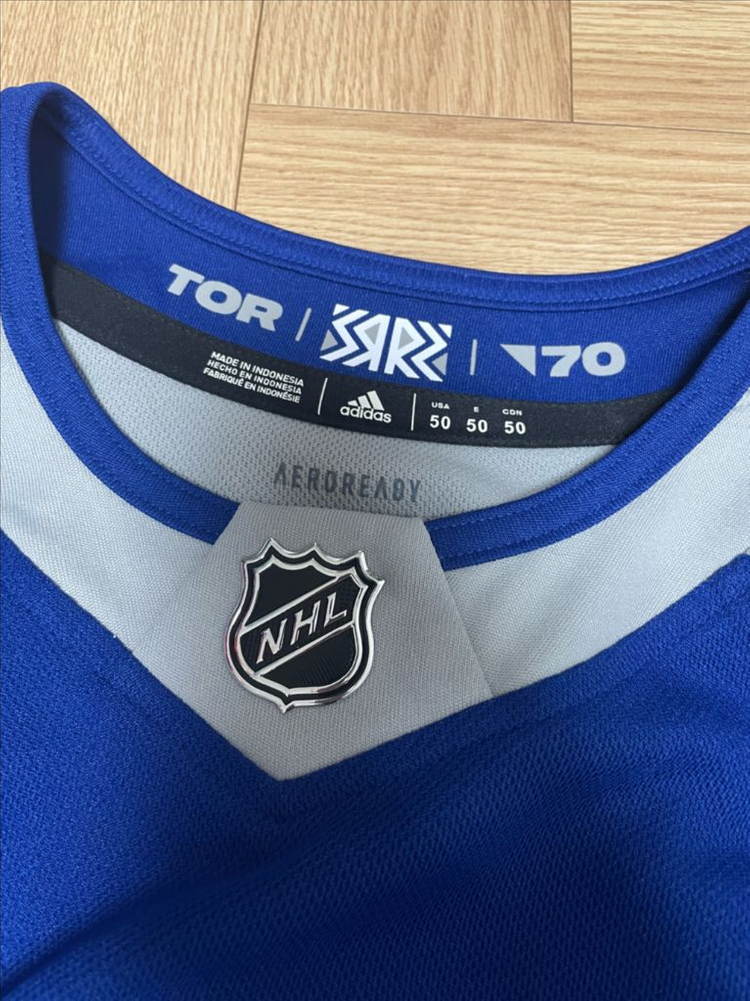 TOR | RR | 70
MADE IN INDONESIA
HECHO EN INDONESIA
FABRIQUÉ EN INDONÉSIE
adidas
USA E CDN
50 50 50
AEROREADY
NHL